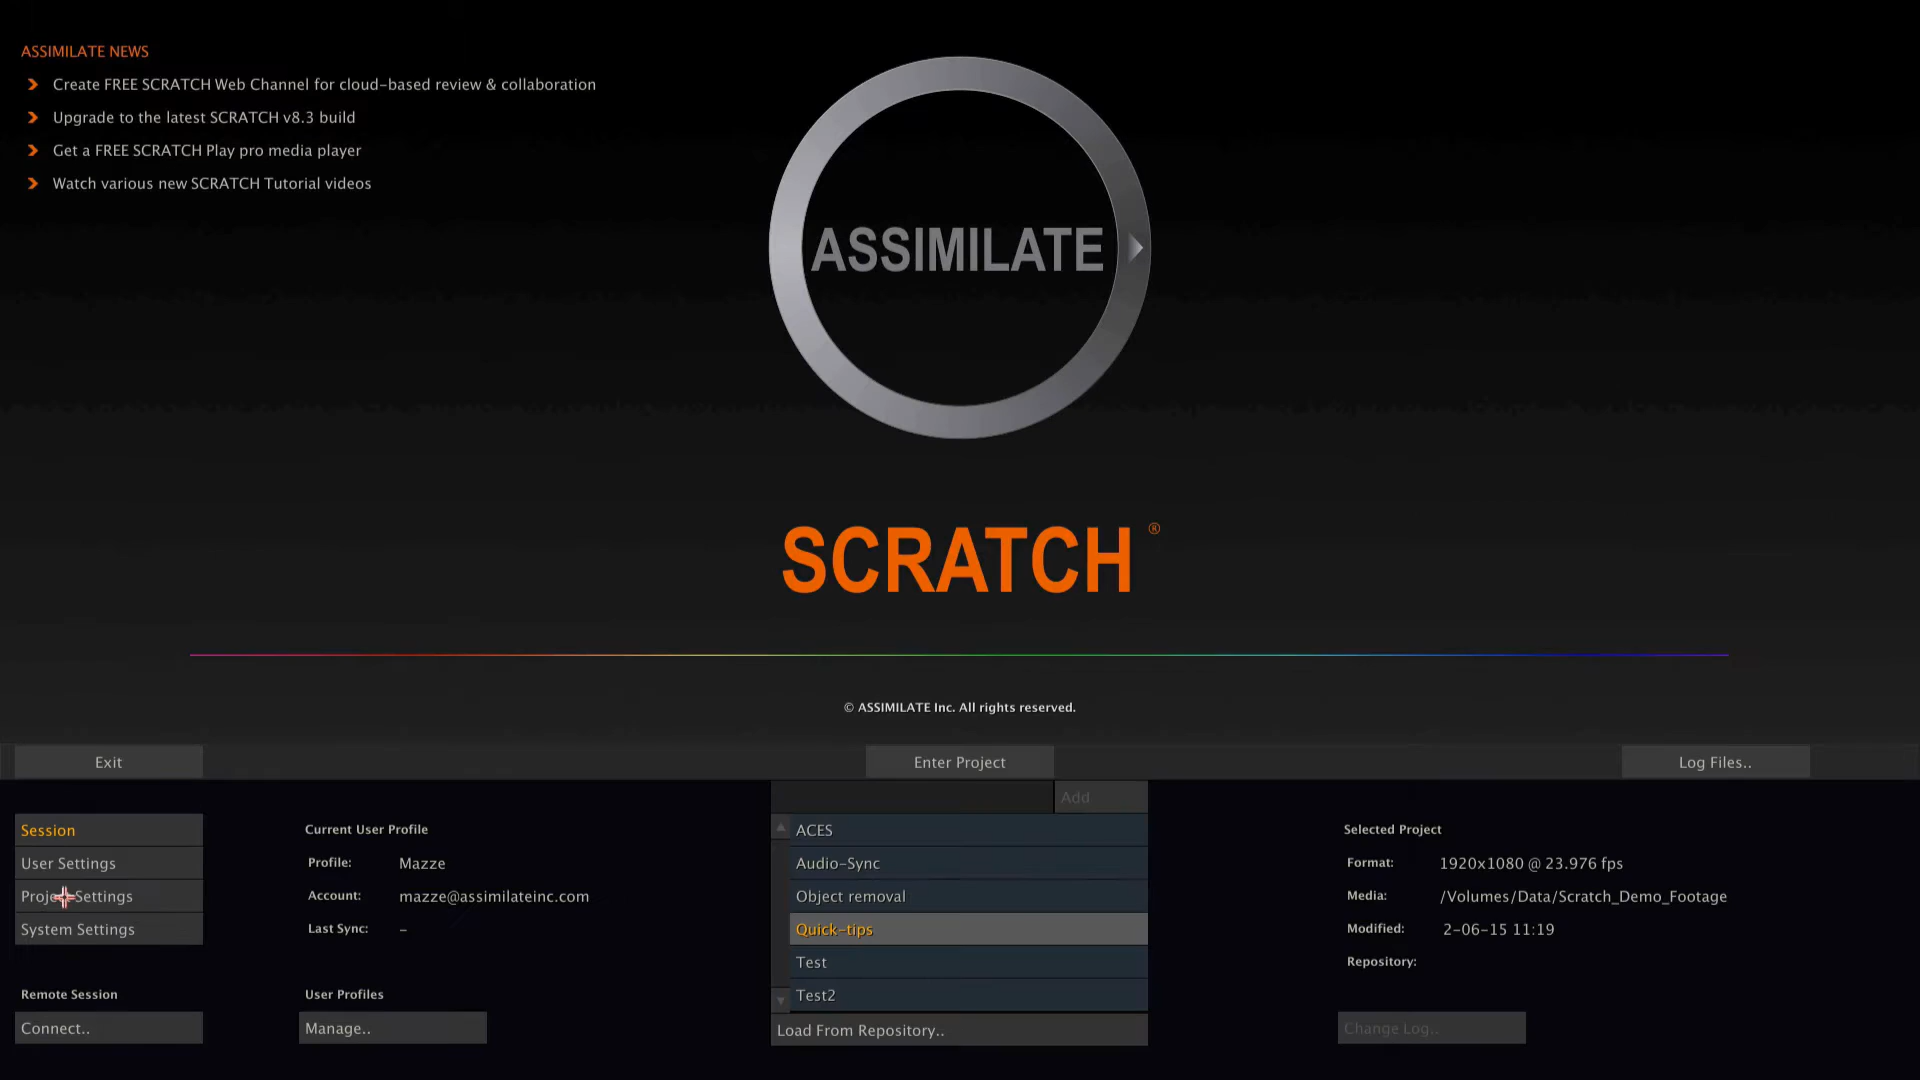 ASSIMILATE NEWS
Create FREE SCRATCH Web Channel for cloud-based review & collaboration
Upgrade to the latest SCRATCH v8.3 build
Get a FREE SCRATCH Play pro media player
Watch various new SCRATCH Tutorial videos
ASSIMILATE
SCRATCH ®
© ASSIMILATE Inc. All rights reserved.
Exit
Enter Project
Log Files..
Add
Session
User Settings
Project Settings
System Settings
Remote Session
Connect..
Current User Profile
Profile: Mazze
Account: mazze@assimilateinc.com
Last Sync: -
User Profiles
Manage..
ACES
Audio-Sync
Object removal
Quick-tips
Test
Test2
Load From Repository..
Selected Project
Format: 1920x1080 @ 23.976 fps
Media: /Volumes/Data/Scratch_Demo_Footage
Modified: 2-06-15 11:19
Repository:
Change Log..